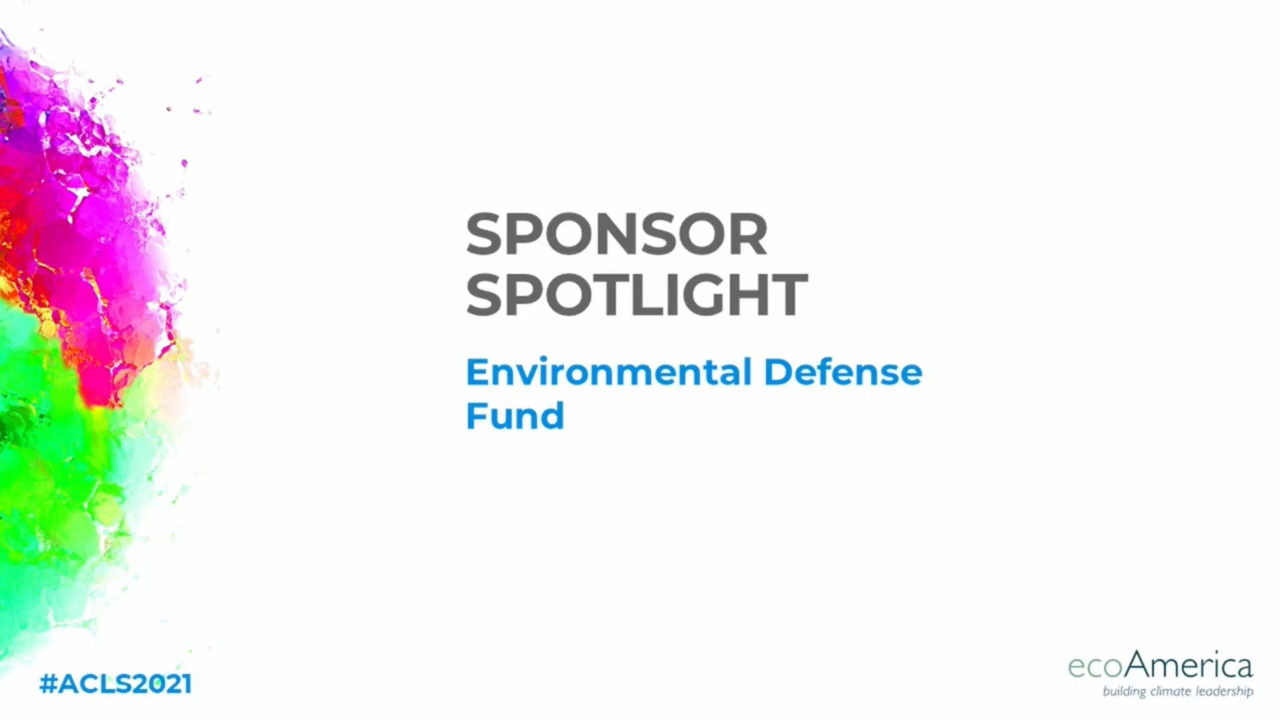 SPONSOR
SPOTLIGHT
Environmental Defense
Fund
#ACLS2021
ecoAmerica
building climate leadership